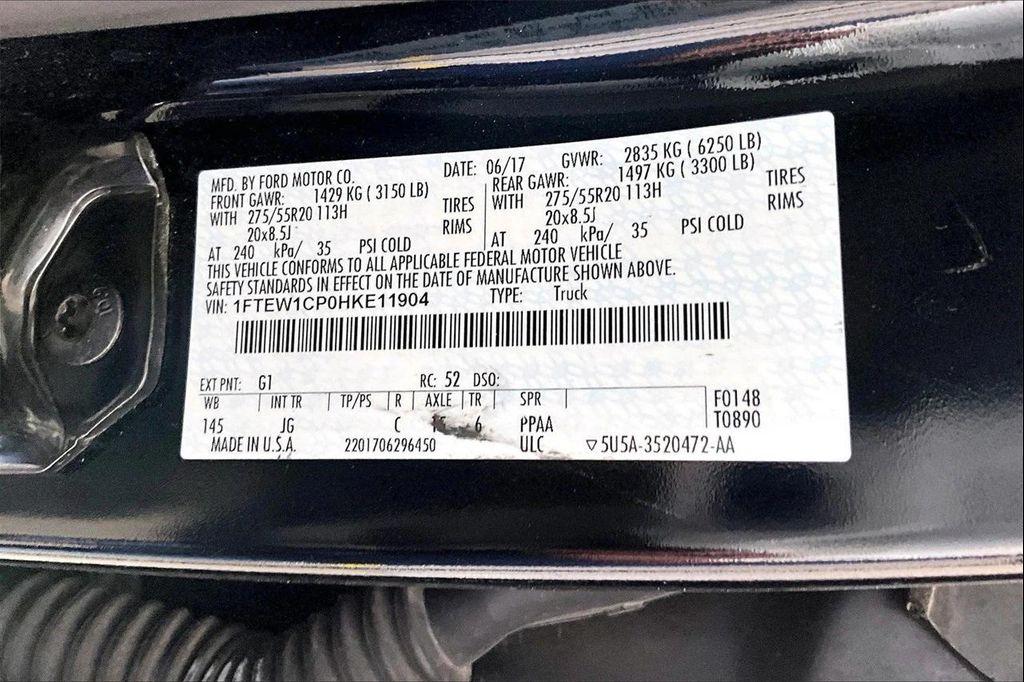 MFD. BY FORD MOTOR CO. DATE: 06/17 GVWR: 2835 KG ( 6250 LB)
FRONT GAWR: 1429 KG ( 3150 LB) REAR GAWR: 1497 KG ( 3300 LB)
WITH 275/55R20 113H TIRES WITH 275/55R20 113H TIRES
20x8.5J RIMS 20x8.5J RIMS
AT 240 kPa/ 35 PSI COLD AT 240 kPa/ 35 PSI COLD
THIS VEHICLE CONFORMS TO ALL APPLICABLE FEDERAL MOTOR VEHICLE
SAFETY STANDARDS IN EFFECT ON THE DATE OF MANUFACTURE SHOWN ABOVE.
VIN: 1FTEW1CP0HKE11904 TYPE: Truck
EXT PNT: G1 RC: 52 DSO:
WB INT TR TP/PS R AXLE TR SPR F0148
145 JG C 6 PPAA T0890
MADE IN U.S.A. 2201706296450 ULC ▽5U5A-3520472-AA